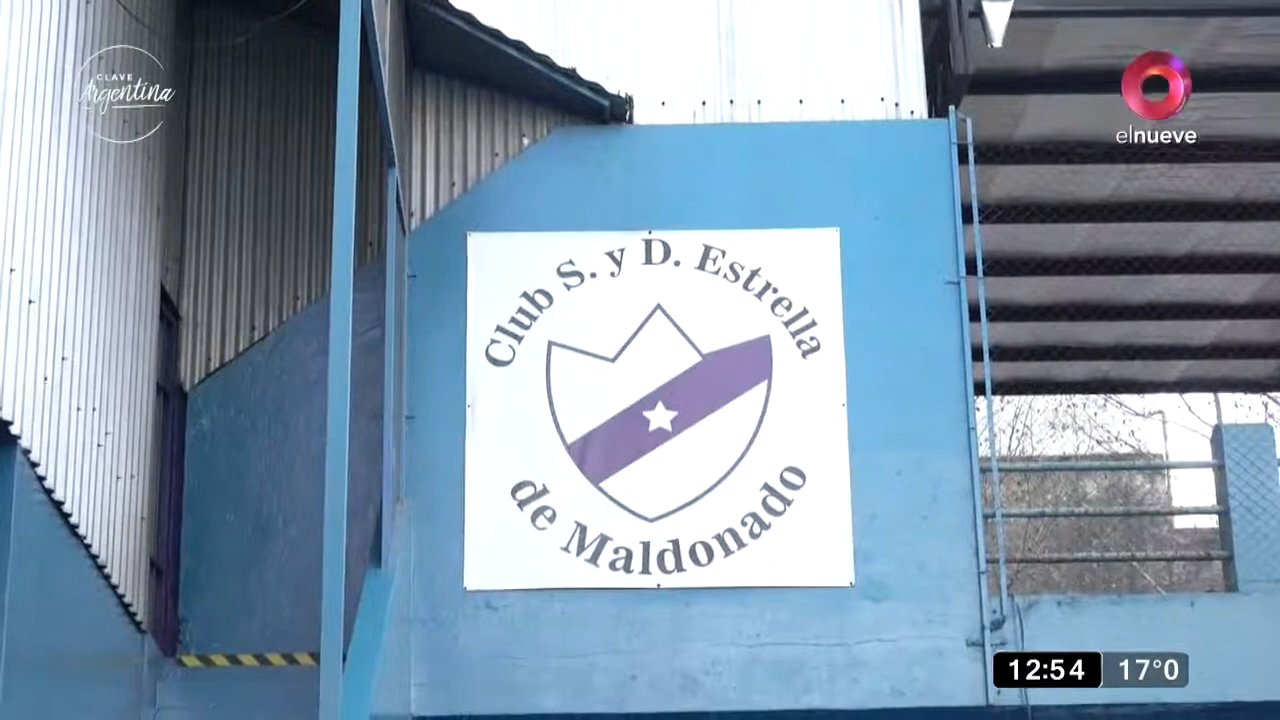 CLAVE
Argentina
elnueve
Club S. y D. Estrella
de Maldonado
12:54 17°0